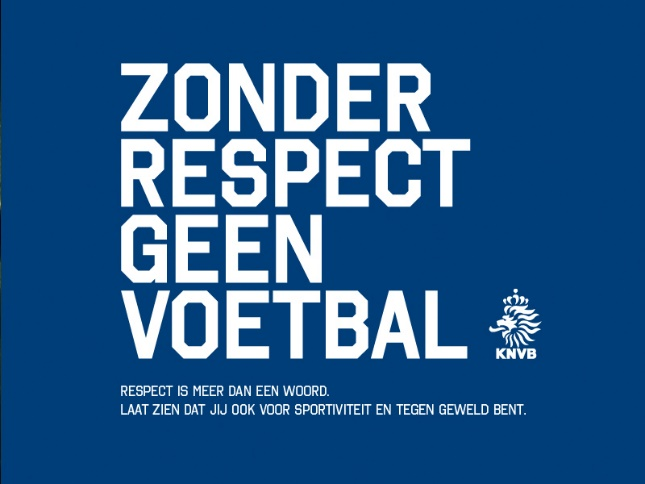 ZONDER
RESPECT
GEEN
VOETBAL
KNVB
RESPECT IS MEER DAN EEN WOORD.
LAAT ZIEN DAT JIJ OOK VOOR SPORTIVITEIT EN TEGEN GEWELD BENT.